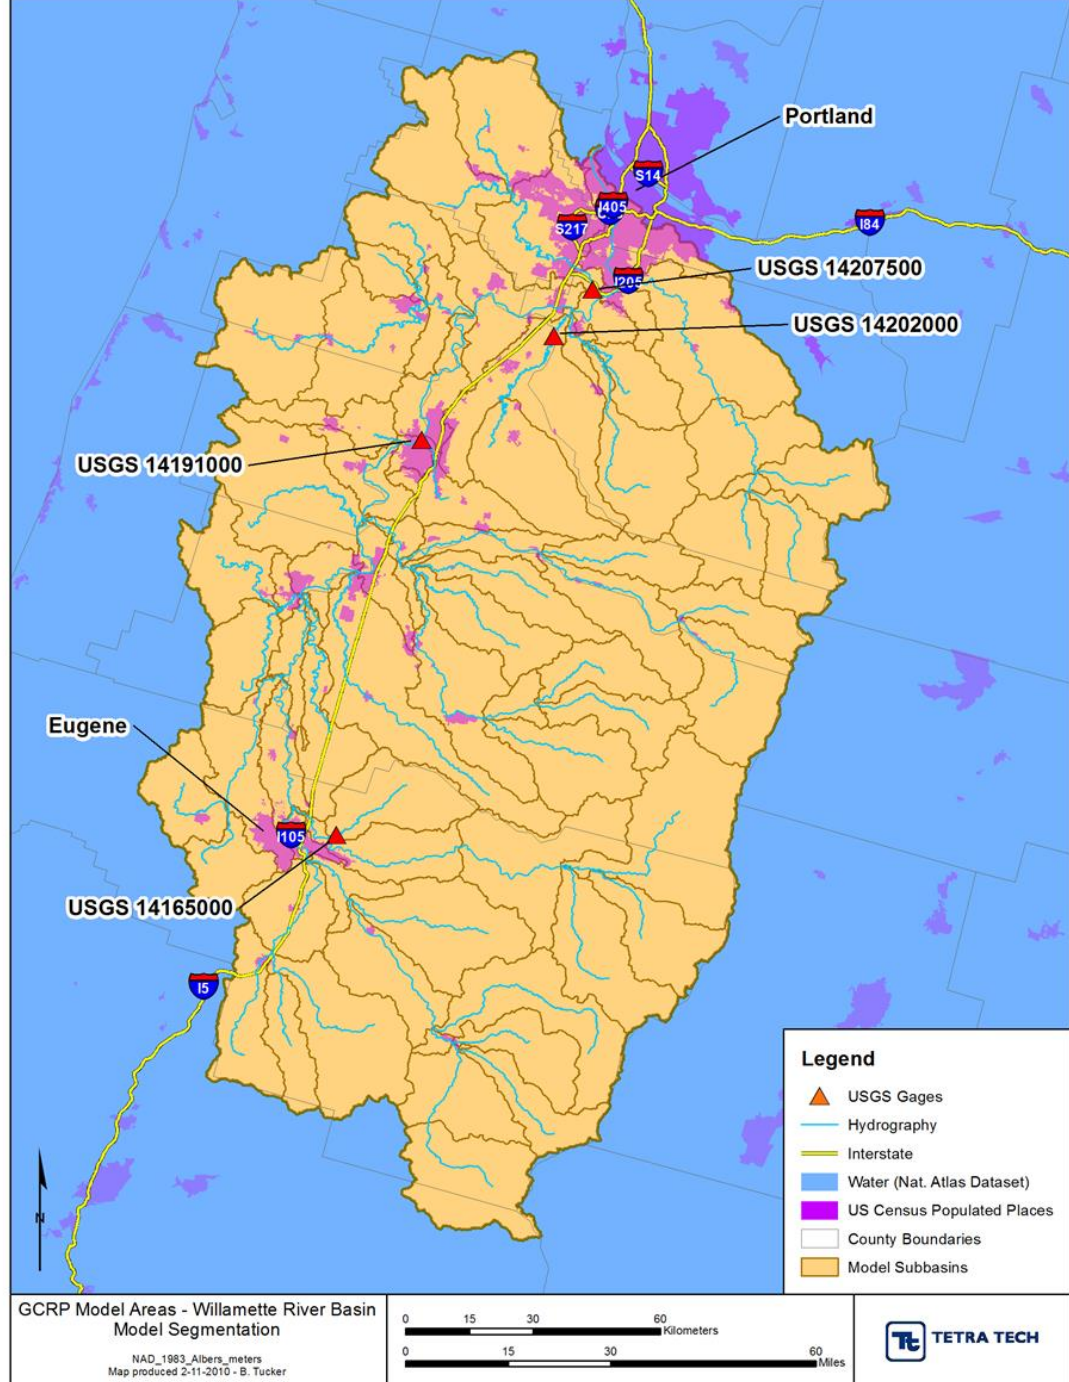 Portland
S14
I405
S217
I84
USGS 14207500
I205
USGS 14202000
USGS 14191000
Eugene
I105
USGS 14165000
I5
N
Legend
USGS Gages
Hydrography
Interstate
Water (Nat. Atlas Dataset)
US Census Populated Places
County Boundaries
Model Subbasins
GCRP Model Areas - Willamette River Basin
Model Segmentation
NAD_1983_Albers_meters
Map produced 2-11-2010 - B. Tucker
0 15 30 60
Kilometers
0 15 30 60
Miles
Tt TETRA TECH